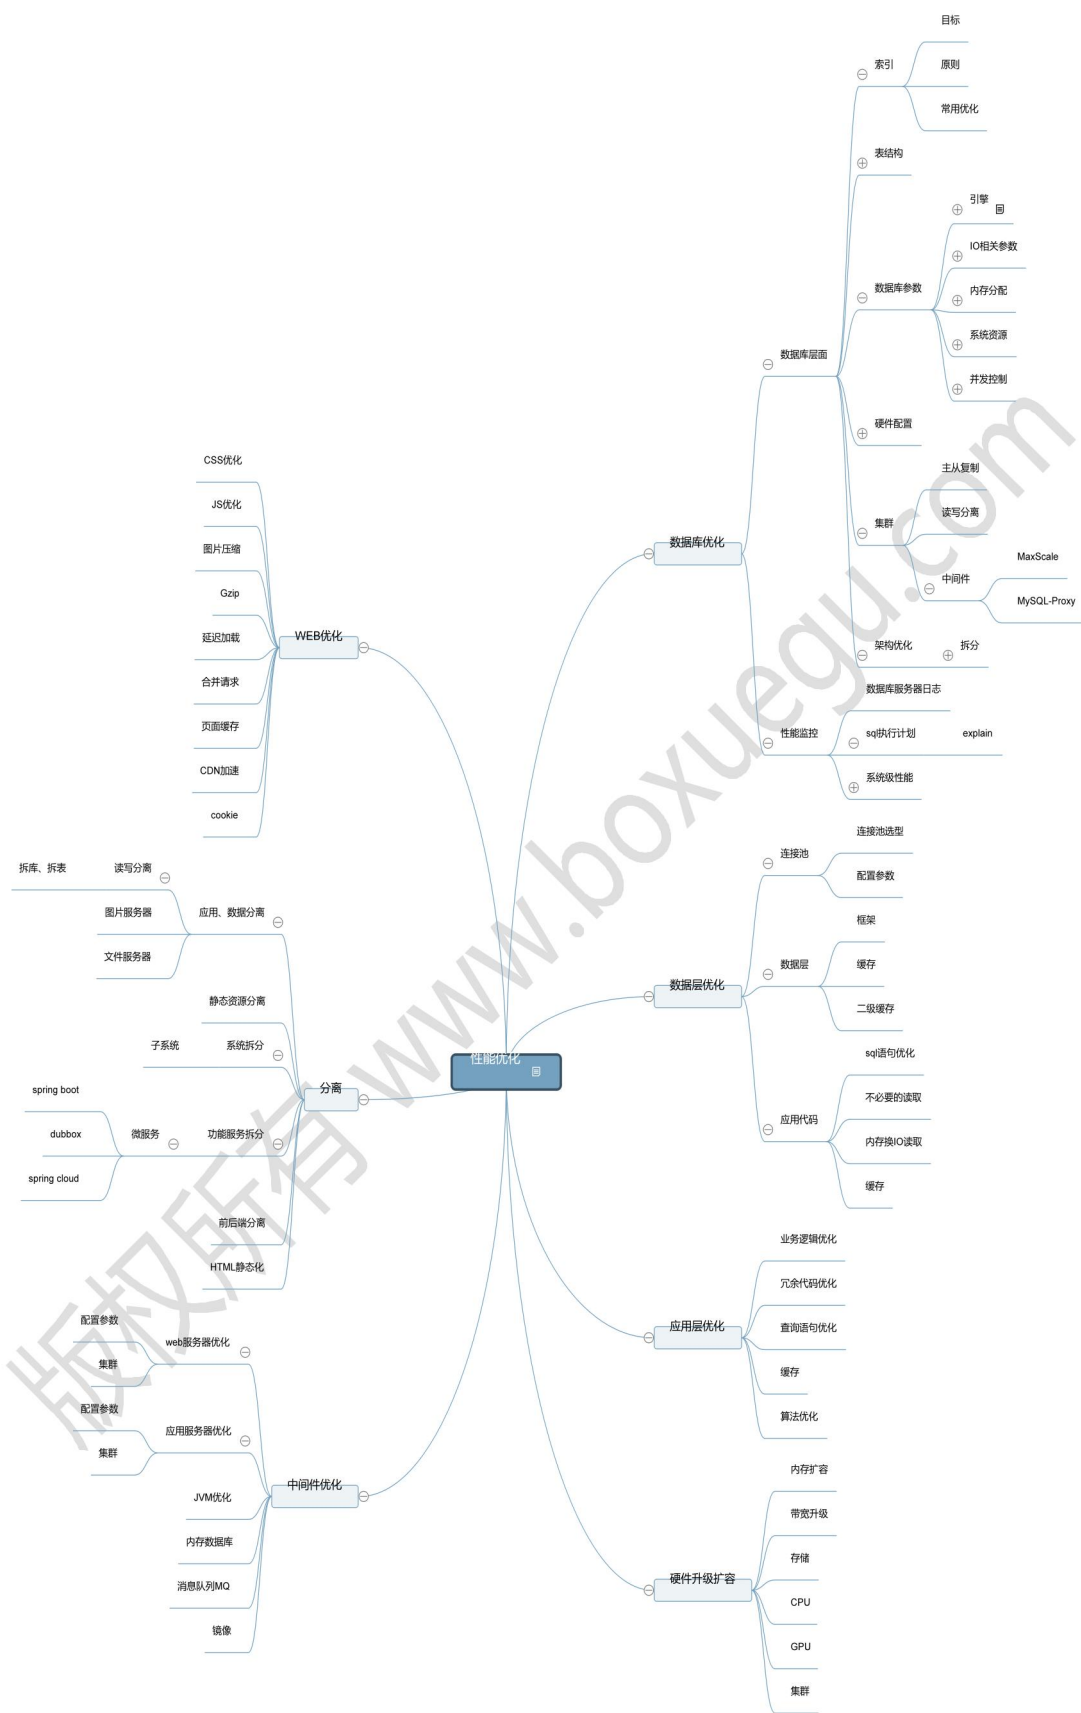 性能优化
数据库优化
数据库层面
索引
目标
原则
常用优化
表结构
数据库参数
引擎
IO相关参数
内存分配
系统资源
并发控制
硬件配置
集群
主从复制
读写分离
中间件
MaxScale
MySQL-Proxy
架构优化
拆分
性能监控
数据库服务器日志
sql执行计划
explain
系统级性能
数据层优化
连接池
连接池选型
配置参数
数据层
框架
缓存
二级缓存
应用代码
sql语句优化
不必要的读取
内存换IO读取
缓存
应用层优化
业务逻辑优化
冗余代码优化
查询语句优化
缓存
算法优化
硬件升级扩容
内存扩容
带宽升级
存储
CPU
GPU
集群
WEB优化
CSS优化
JS优化
图片压缩
Gzip
延迟加载
合并请求
页面缓存
CDN加速
cookie
分离
应用、数据分离
读写分离
拆库、拆表
图片服务器
文件服务器
静态资源分离
系统拆分
子系统
功能服务拆分
微服务
spring boot
dubbox
spring cloud
前后端分离
HTML静态化
中间件优化
web服务器优化
配置参数
集群
应用服务器优化
配置参数
集群
JVM优化
内存数据库
消息队列MQ
镜像
版权所有 www.boxuegu.com